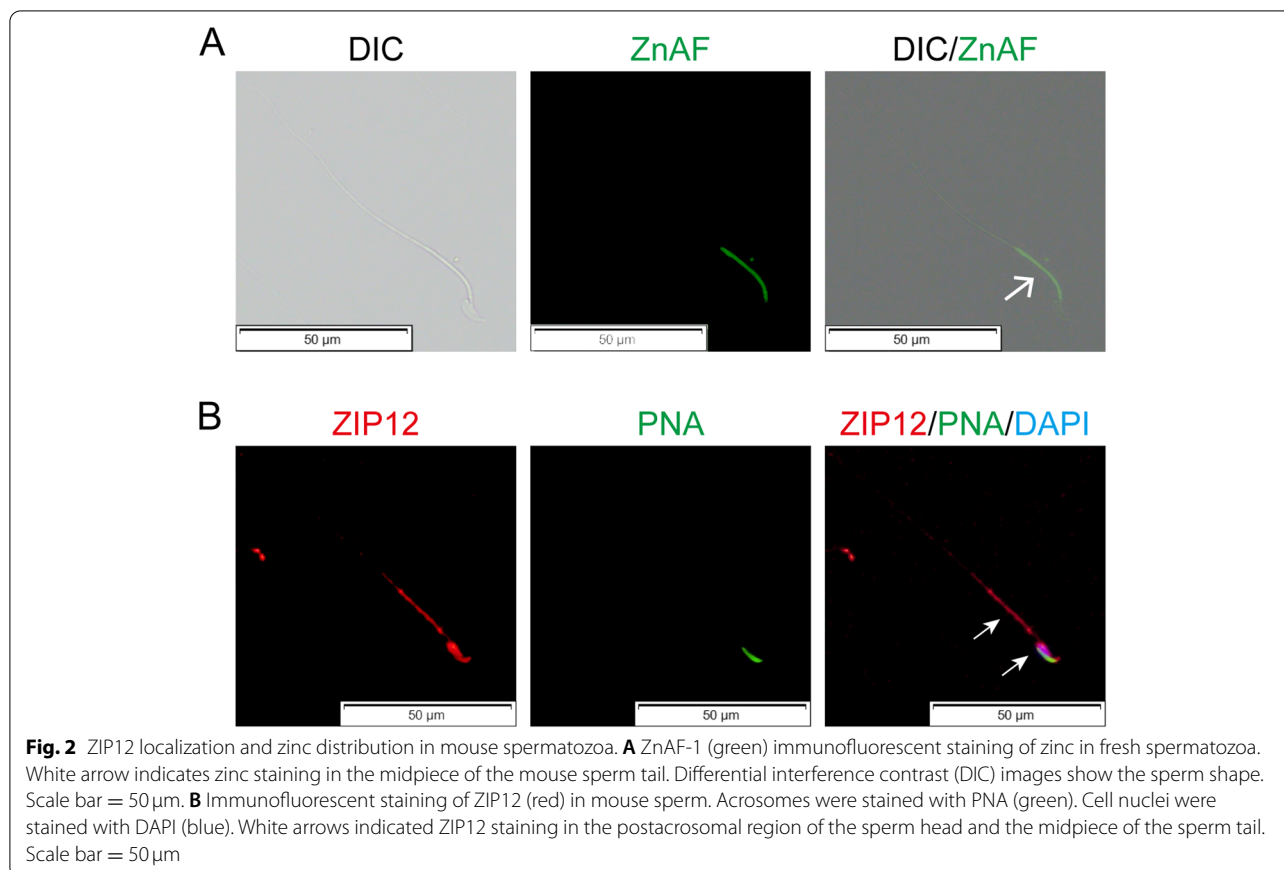 A
DIC
ZnAF
DIC/ZnAF
50 µm
50 µm
50 µm
B
ZIP12
PNA
ZIP12/PNA/DAPI
50 µm
50 µm
50 µm
Fig. 2 ZIP12 localization and zinc distribution in mouse spermatozoa. A ZnAF-1 (green) immunofluorescent staining of zinc in fresh spermatozoa.
White arrow indicates zinc staining in the midpiece of the mouse sperm tail. Differential interference contrast (DIC) images show the sperm shape.
Scale bar = 50 µm. B Immunofluorescent staining of ZIP12 (red) in mouse sperm. Acrosomes were stained with PNA (green). Cell nuclei were
stained with DAPI (blue). White arrows indicated ZIP12 staining in the postacrosomal region of the sperm head and the midpiece of the sperm tail.
Scale bar = 50 µm